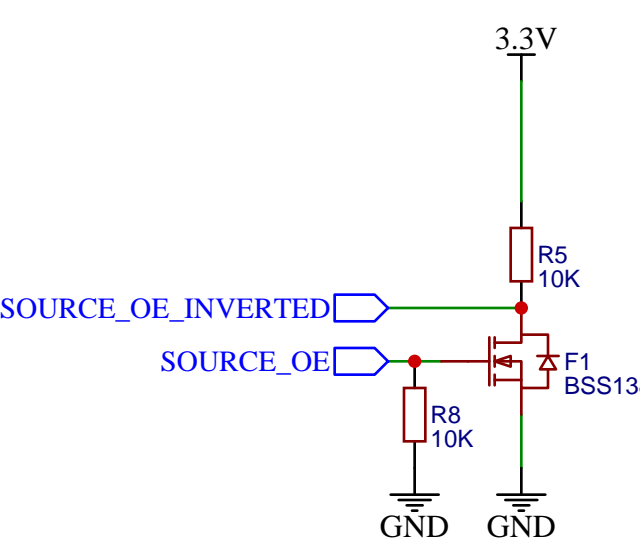 3.3V
R5
10K
SOURCE_OE_INVERTED
SOURCE_OE
F1
R8
10K
GND
GND